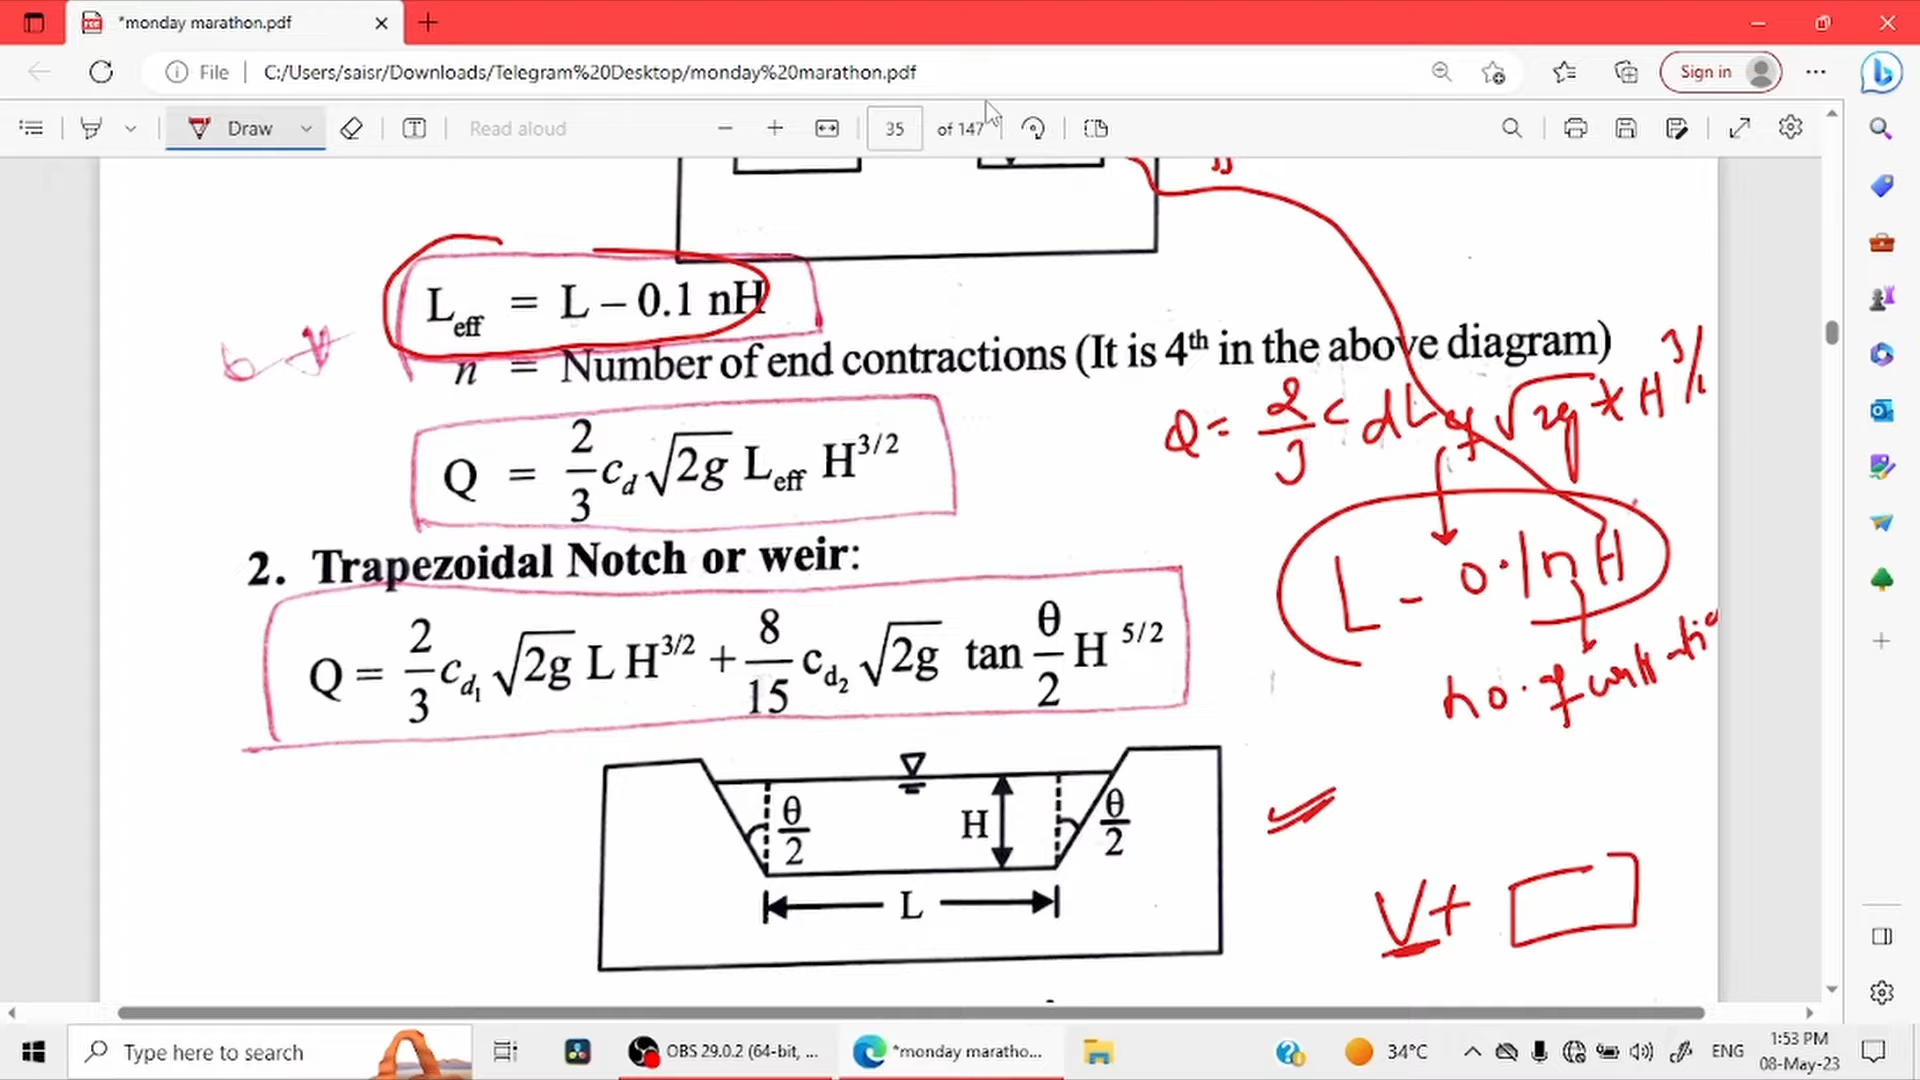 *monday marathon.pdf
File
C:/Users/saisr/Downloads/Telegram%20Desktop/monday%20marathon.pdf
Sign in
Draw
Read aloud
35 of 147
L_eff = L – 0.1 nH
n = Number of end contractions (It is 4th in the above diagram)
Q = 2/3 c d L √2g × H 3/
Q = 2/3 c_d √2g L_eff H^3/2
L - 0.1 n H
2. Trapezoidal Notch or weir:
Q = 2/3 c_d1 √2g L H^3/2 + 8/15 c_d2 √2g tan θ/2 H^5/2
no. of
θ/2
H
θ/2
L
V +
Type here to search
OBS 29.0.2 (64-bit, ...
*monday maratho...
34°C
ENG
1:53 PM
08-May-23